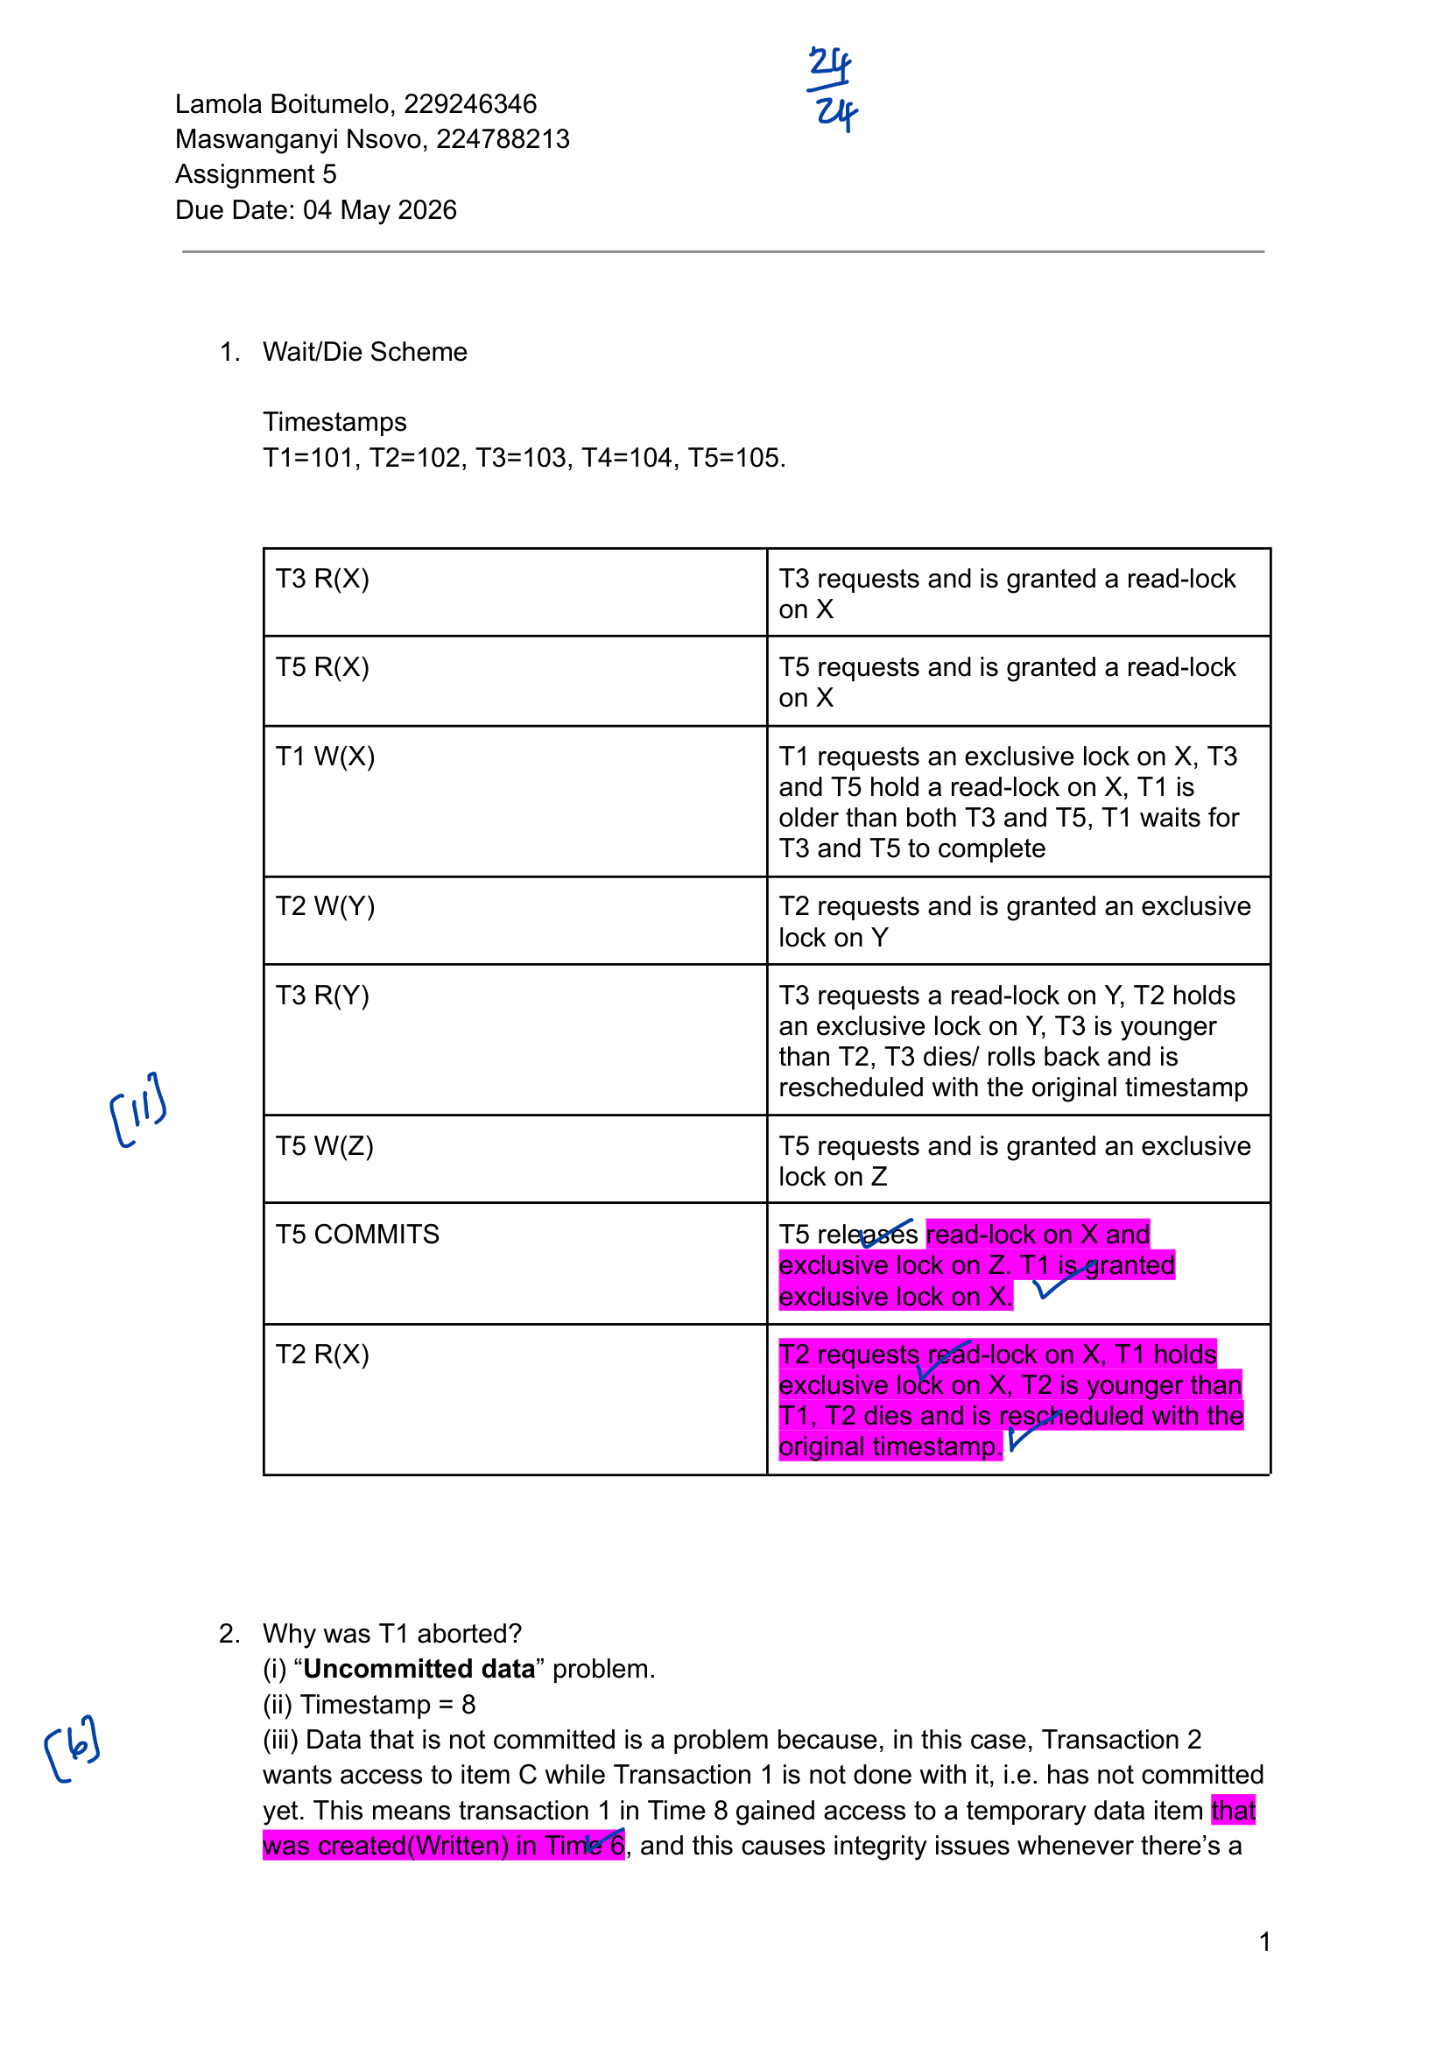 24
24
Lamola Boitumelo, 229246346
Maswanganyi Nsovo, 224788213
Assignment 5
Due Date: 04 May 2026
1. Wait/Die Scheme
Timestamps
T1=101, T2=102, T3=103, T4=104, T5=105.
T3 R(X)
T3 requests and is granted a read-lock
on X
T5 R(X)
T5 requests and is granted a read-lock
on X
T1 W(X)
T1 requests an exclusive lock on X, T3
and T5 hold a read-lock on X, T1 is
older than both T3 and T5, T1 waits for
T3 and T5 to complete
T2 W(Y)
T2 requests and is granted an exclusive
lock on Y
T3 R(Y)
T3 requests a read-lock on Y, T2 holds
an exclusive lock on Y, T3 is younger
than T2, T3 dies/ rolls back and is
rescheduled with the original timestamp
[11]
T5 W(Z)
T5 requests and is granted an exclusive
lock on Z
T5 COMMITS
T5 releases read-lock on X and
exclusive lock on Z. T1 is granted
exclusive lock on X.
T2 R(X)
T2 requests read-lock on X, T1 holds
exclusive lock on X, T2 is younger than
T1, T2 dies and is rescheduled with the
original timestamp.
2. Why was T1 aborted?
(i) “Uncommitted data” problem.
(ii) Timestamp = 8
[6]
(iii) Data that is not committed is a problem because, in this case, Transaction 2
wants access to item C while Transaction 1 is not done with it, i.e. has not committed
yet. This means transaction 1 in Time 8 gained access to a temporary data item that
was created(Written) in Time 6, and this causes integrity issues whenever there’s a
1